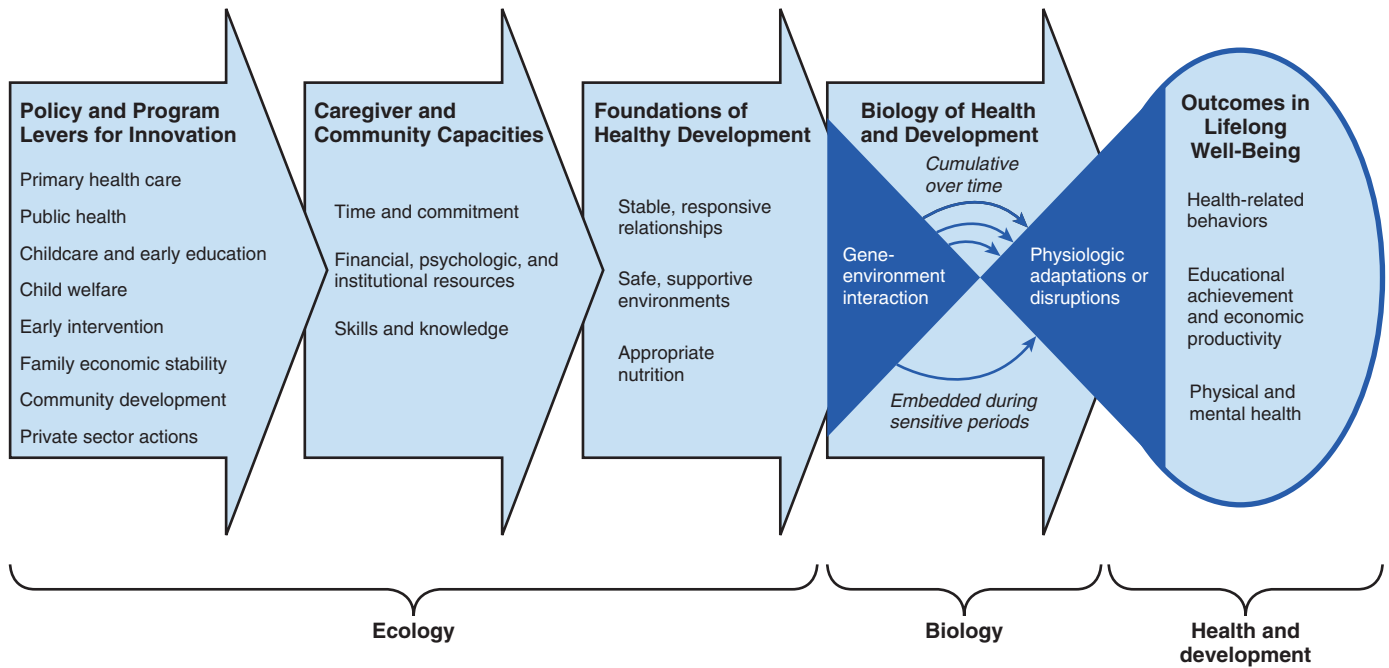 Policy and Program
Levers for Innovation
Primary health care
Public health
Childcare and early education
Child welfare
Early intervention
Family economic stability
Community development
Private sector actions
Caregiver and
Community Capacities
Time and commitment
Financial, psychologic, and
institutional resources
Skills and knowledge
Foundations of
Healthy Development
Stable, responsive
relationships
Safe, supportive
environments
Appropriate
nutrition
Biology of Health
and Development
Cumulative
over time
Gene-
environment
interaction
Physiologic
adaptations or
disruptions
Embedded during
sensitive periods
Outcomes in
Lifelong
Well-Being
Health-related
behaviors
Educational
achievement
and economic
productivity
Physical and
mental health
Ecology
Biology
Health and
development